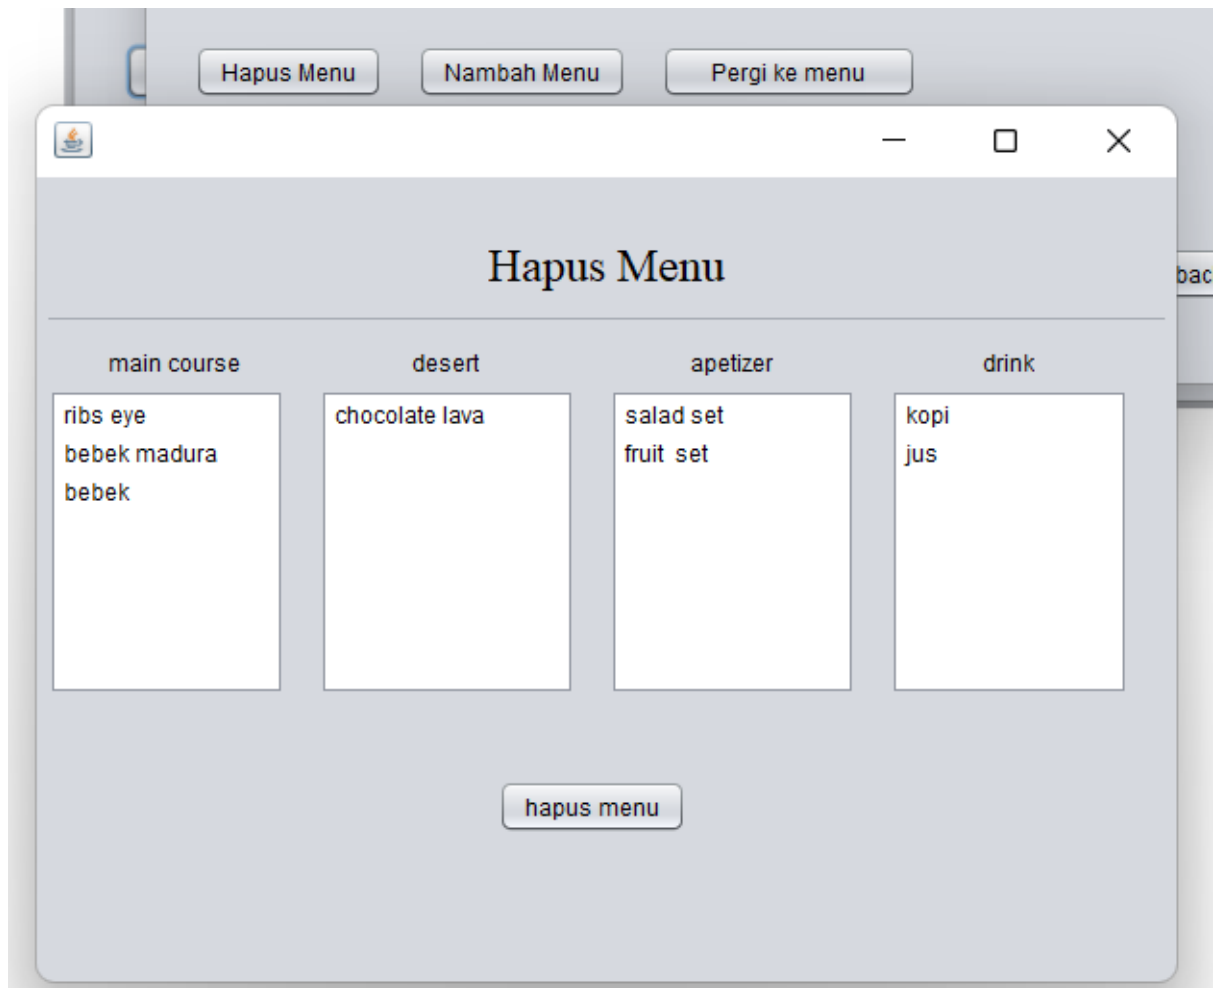 Hapus Menu Nambah Menu Pergi ke menu
Hapus Menu
bac
main course desert apetizer drink
ribs eye chocolate lava salad set kopi
bebek madura fruit set jus
bebek
hapus menu